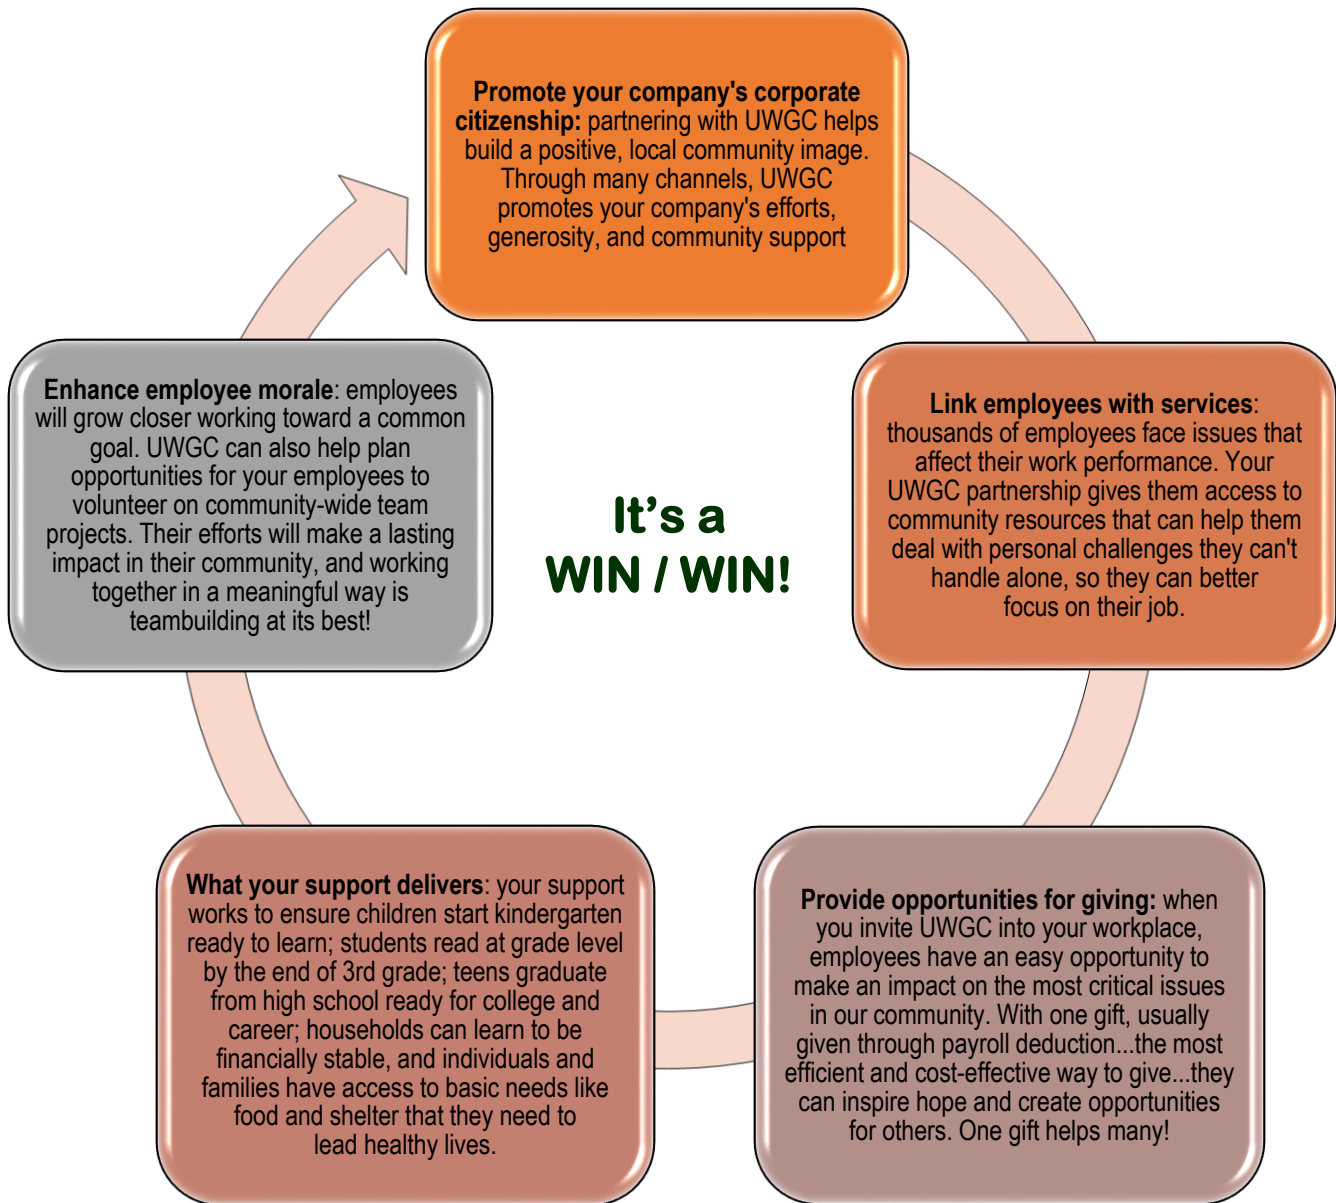 Promote your company's corporate
citizenship: partnering with UWGC helps
build a positive, local community image.
Through many channels, UWGC
promotes your company's efforts,
generosity, and community support
Link employees with services:
thousands of employees face issues that
affect their work performance. Your
UWGC partnership gives them access to
community resources that can help them
deal with personal challenges they can't
handle alone, so they can better
focus on their job.
Provide opportunities for giving: when
you invite UWGC into your workplace,
employees have an easy opportunity to
make an impact on the most critical issues
in our community. With one gift, usually
given through payroll deduction...the most
efficient and cost-effective way to give...they
can inspire hope and create opportunities
for others. One gift helps many!
What your support delivers: your support
works to ensure children start kindergarten
ready to learn; students read at grade level
by the end of 3rd grade; teens graduate
from high school ready for college and
career; households can learn to be
financially stable, and individuals and
families have access to basic needs like
food and shelter that they need to
lead healthy lives.
Enhance employee morale: employees
will grow closer working toward a common
goal. UWGC can also help plan
opportunities for your employees to
volunteer on community-wide team
projects. Their efforts will make a lasting
impact in their community, and working
together in a meaningful way is
teambuilding at its best!
It's a
WIN / WIN!